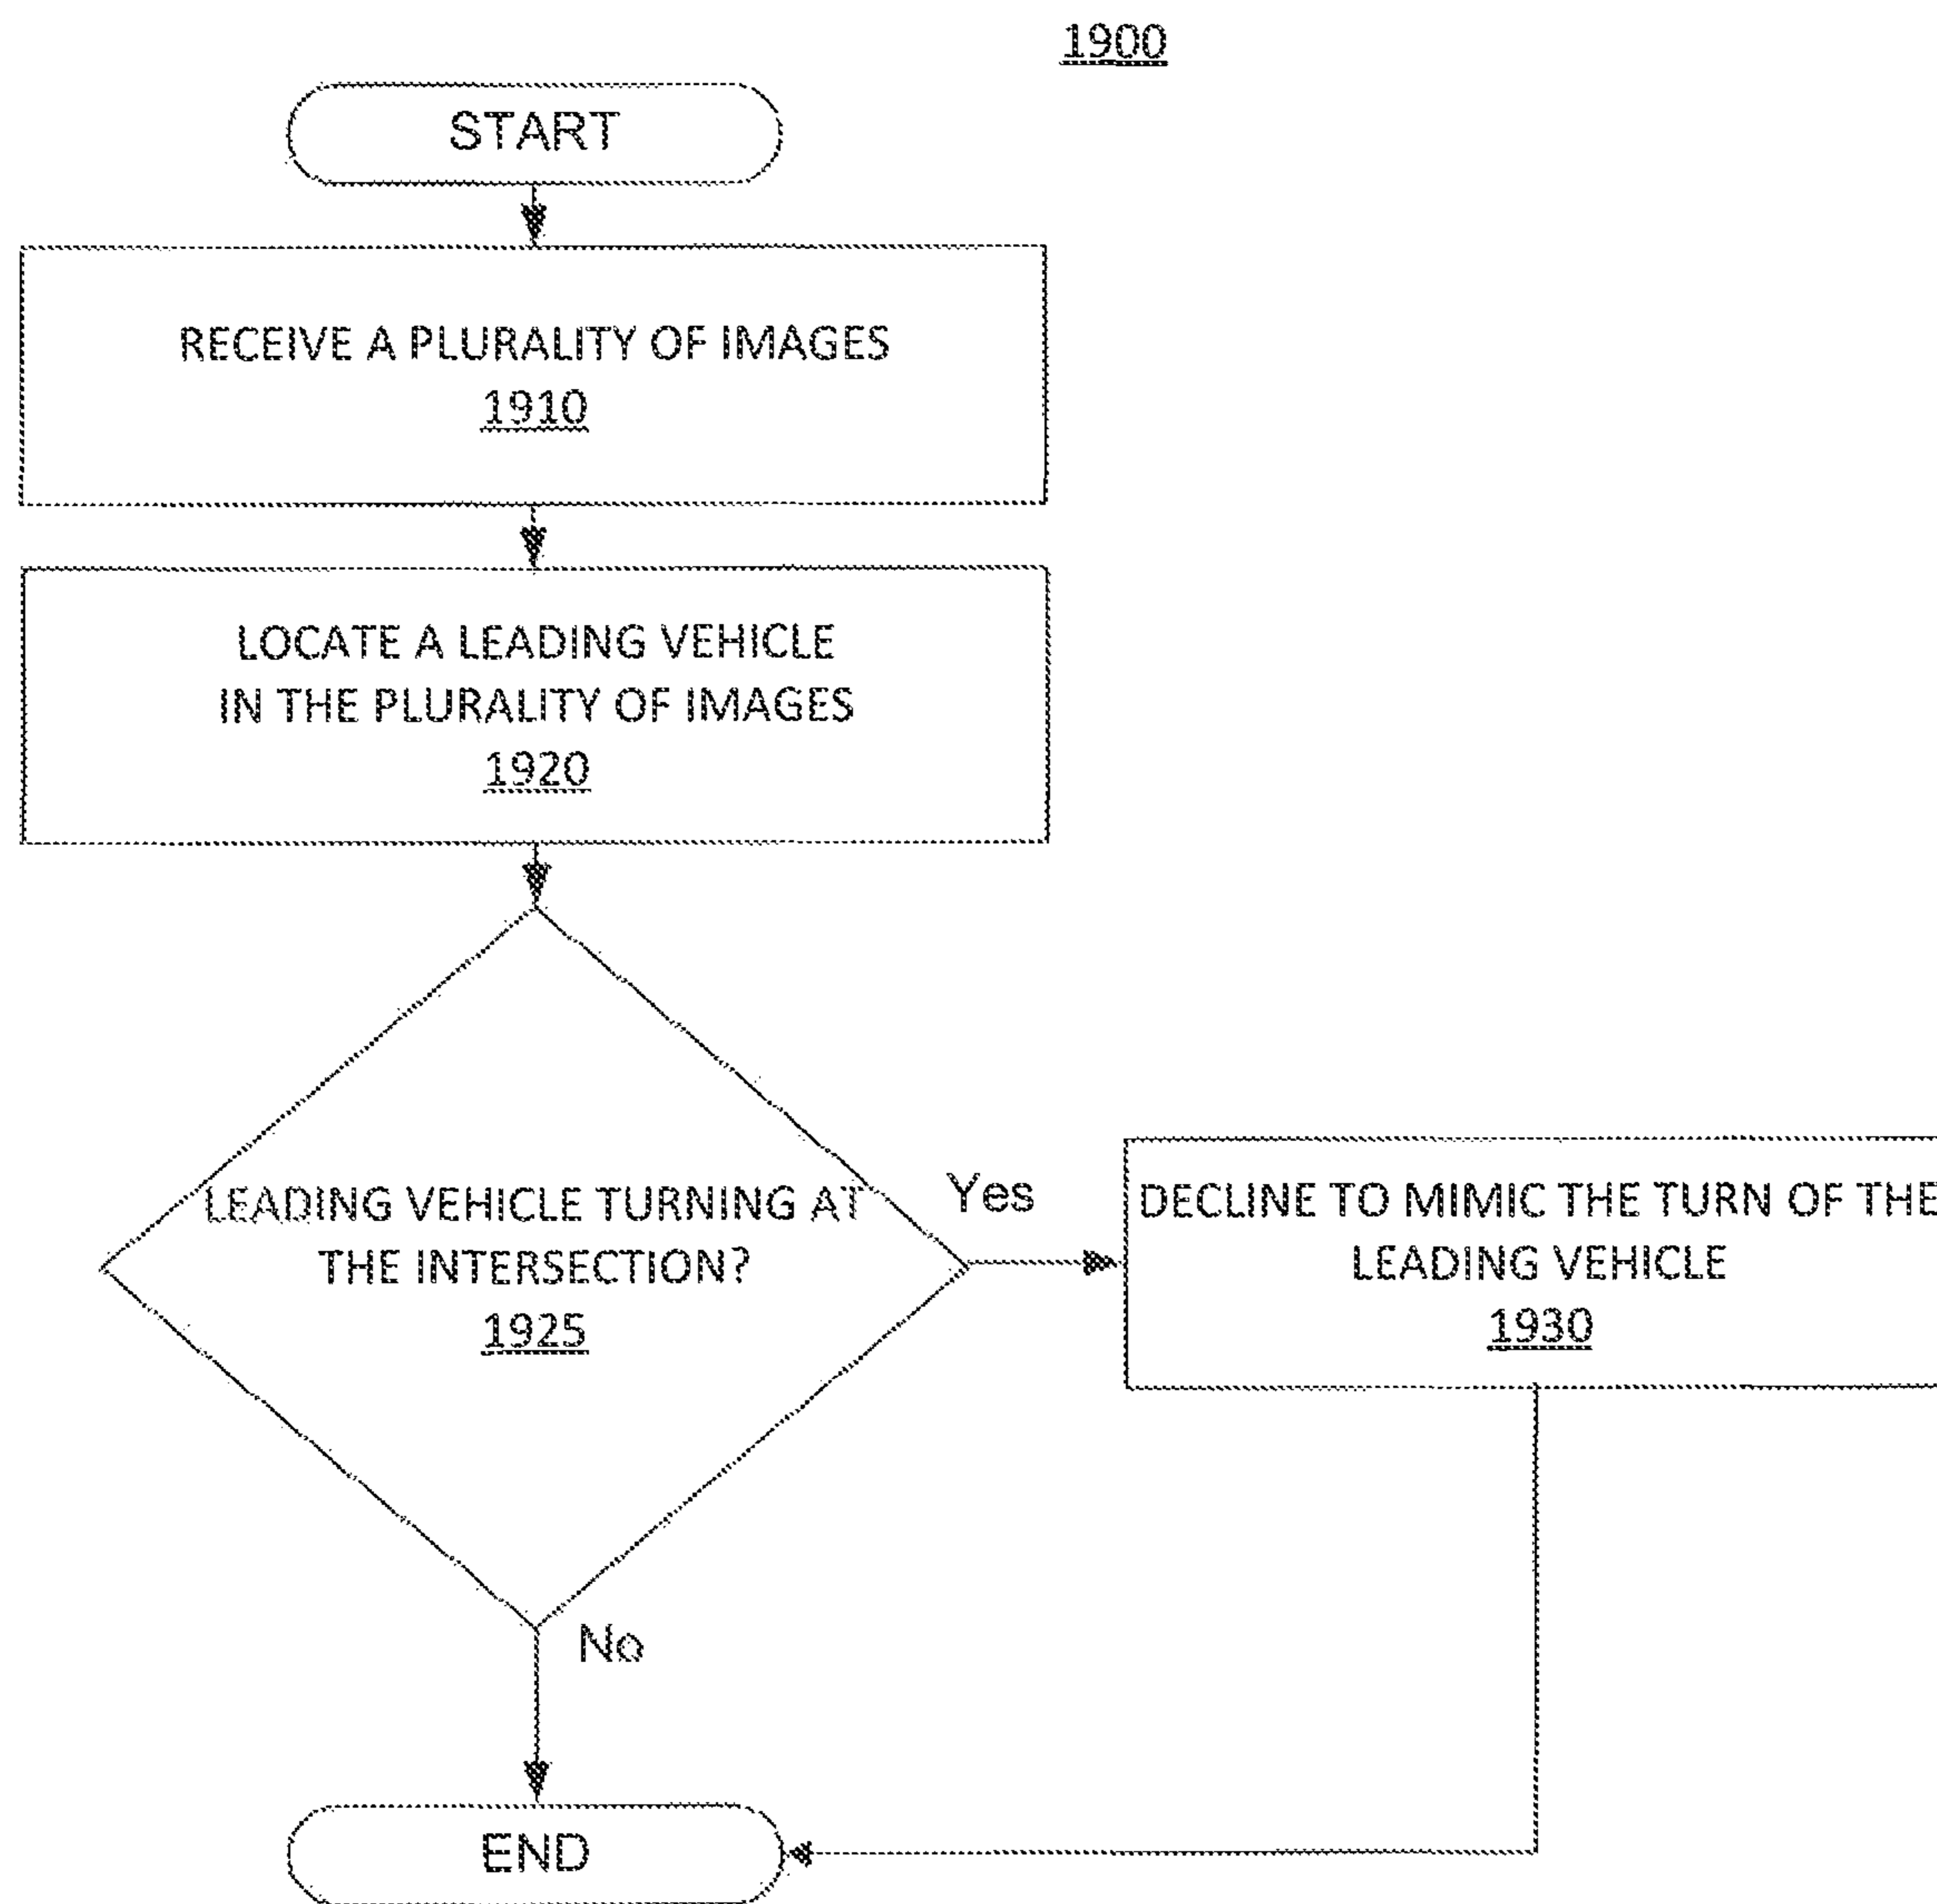 1900
START
RECEIVE A PLURALITY OF IMAGES
1910
LOCATE A LEADING VEHICLE
IN THE PLURALITY OF IMAGES
1920
LEADING VEHICLE TURNING AT
THE INTERSECTION?
1925
Yes
DECLINE TO MIMIC THE TURN OF THE
LEADING VEHICLE
1930
No
END